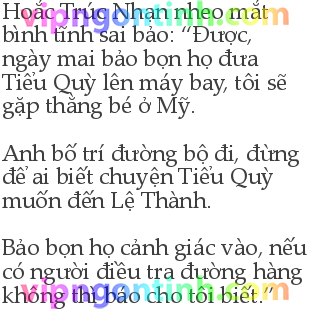 Hoắc Trúc Nhạn nheo mắt
bình tĩnh sai bảo: “Được,
ngày mai bảo bọn họ đưa
Tiểu Quỳ lên máy bay, tôi sẽ
gặp thằng bé ở Mỹ.
Anh bố trí đường bộ đi, đừng
để ai biết chuyện Tiểu Quỳ
muốn đến Lệ Thành.
Bảo bọn họ cảnh giác vào, nếu
có người điều tra đường hàng
không thì báo cho tôi biết.”